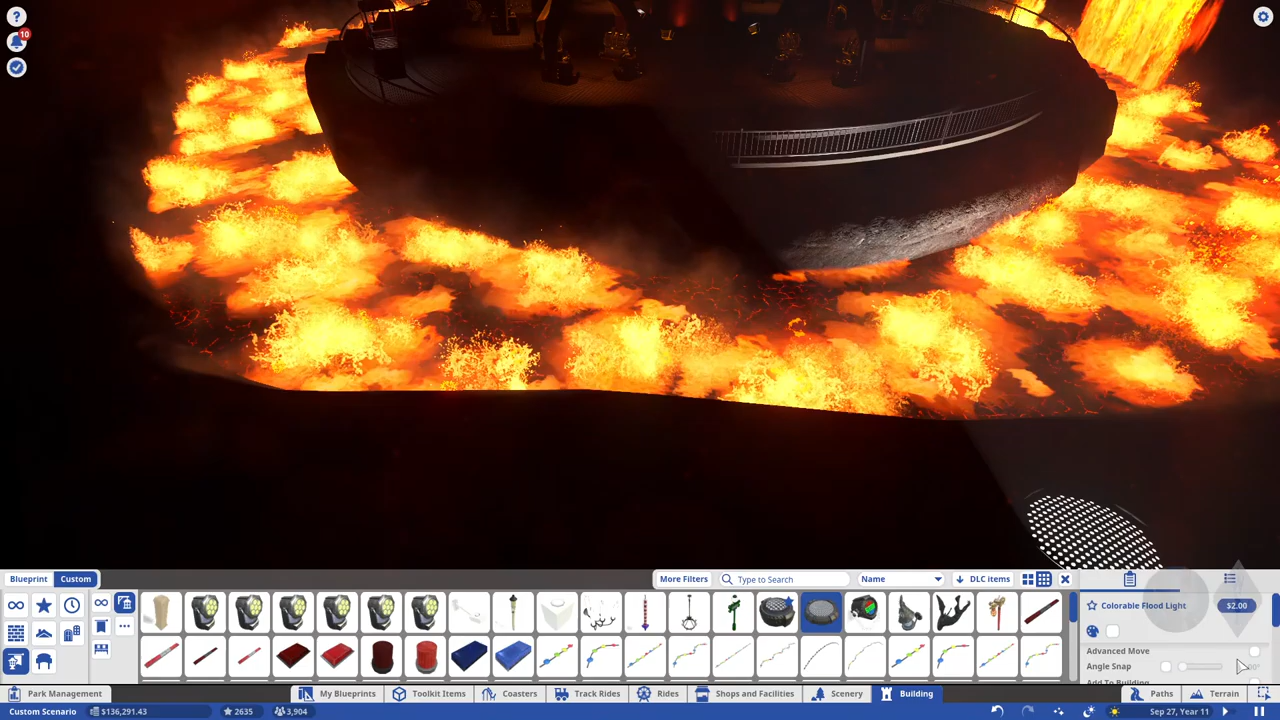 ?
10
Blueprint
Custom
More Filters
Type to Search
Name
DLC items
Colorable Flood Light
$2.00
Advanced Move
Angle Snap
Park Management
My Blueprints
Toolkit Items
Coasters
Track Rides
Rides
Shops and Facilities
Scenery
Building
Paths
Terrain
Custom Scenario
$136,291.43
2635
3,904
Sep 27, Year 11